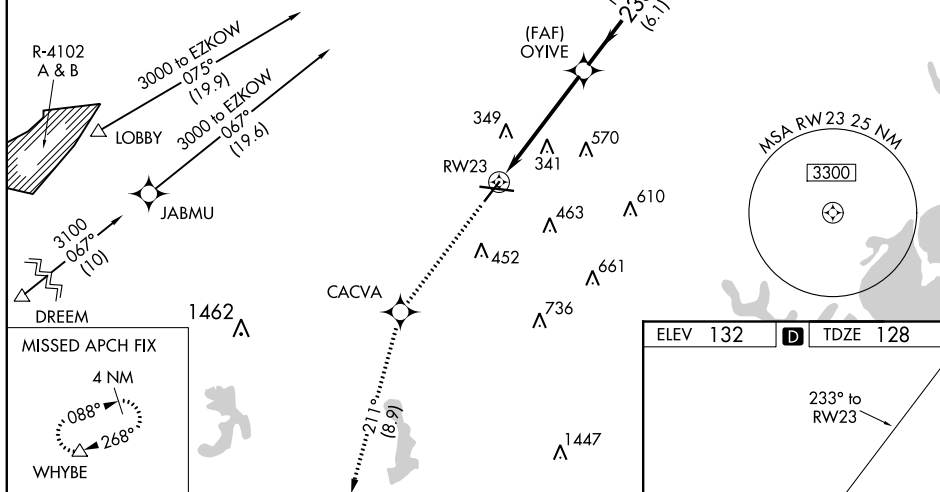 (6.1)
(FAF)
OYIVE
R-4102
A & B
3000 to EZKOW
075°
(19.9)
LOBBY
3000 to EZKOW
067°
(19.6)
JABMU
3100
067°
(10)
DREEM
349
341
570
RW23
463
610
452
661
736
CACVA
1462
1447
211°
(8.9)
MSA RW 23 25 NM
3300
MISSED APCH FIX
4 NM
088°
268°
WHYBE
ELEV 132
D
TDZE 128
233° to
RW23